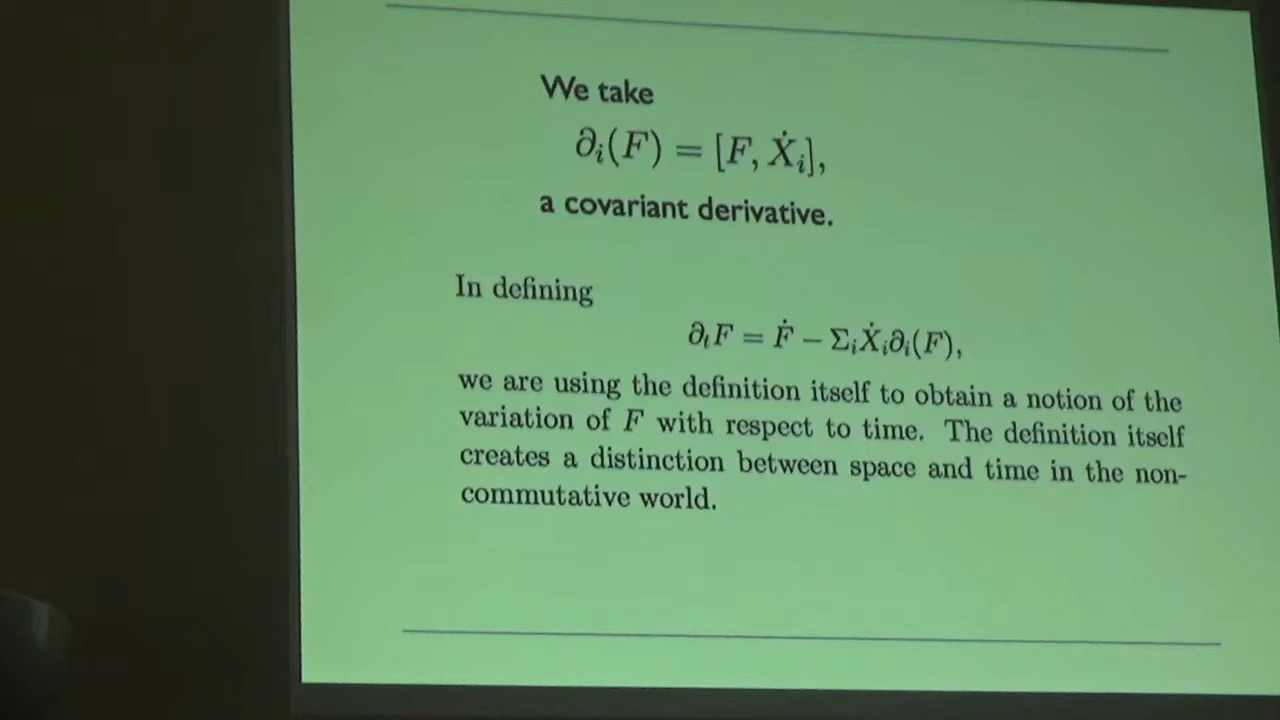 We take
∂ᵢ(F) = [F, Ẋᵢ],
a covariant derivative.
In defining
∂ₜF = Ḟ − ΣᵢẊᵢ∂ᵢ(F),
we are using the definition itself to obtain a notion of the
variation of F with respect to time. The definition itself
creates a distinction between space and time in the non-
commutative world.